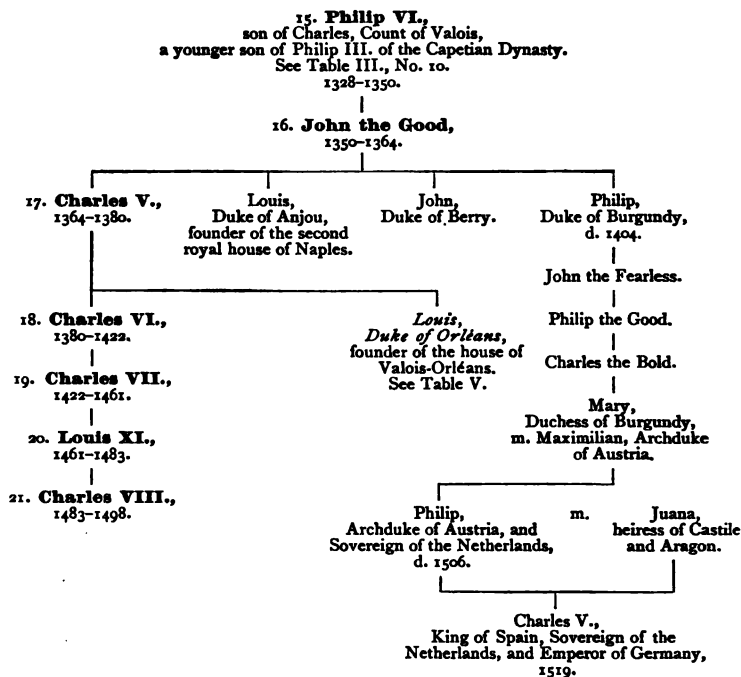 15. Philip VI.,
son of Charles, Count of Valois,
a younger son of Philip III. of the Capetian Dynasty.
See Table III., No. 10.
1328–1350.
16. John the Good,
1350–1364.
17. Charles V.,
1364–1380.
Louis,
Duke of Anjou,
founder of the second
royal house of Naples.
John,
Duke of Berry.
Philip,
Duke of Burgundy,
d. 1404.
John the Fearless.
18. Charles VI.,
1380–1422.
Louis,
Duke of Orléans,
founder of the house of
Valois-Orléans.
See Table V.
Philip the Good.
Charles the Bold.
19. Charles VII.,
1422–1461.
Mary,
Duchess of Burgundy,
m. Maximilian, Archduke
of Austria.
20. Louis XI.,
1461–1483.
21. Charles VIII.,
1483–1498.
Philip,
Archduke of Austria, and
Sovereign of the Netherlands,
d. 1506.
m.
Juana,
heiress of Castile
and Aragon.
Charles V.,
King of Spain, Sovereign of the
Netherlands, and Emperor of Germany,
1519.